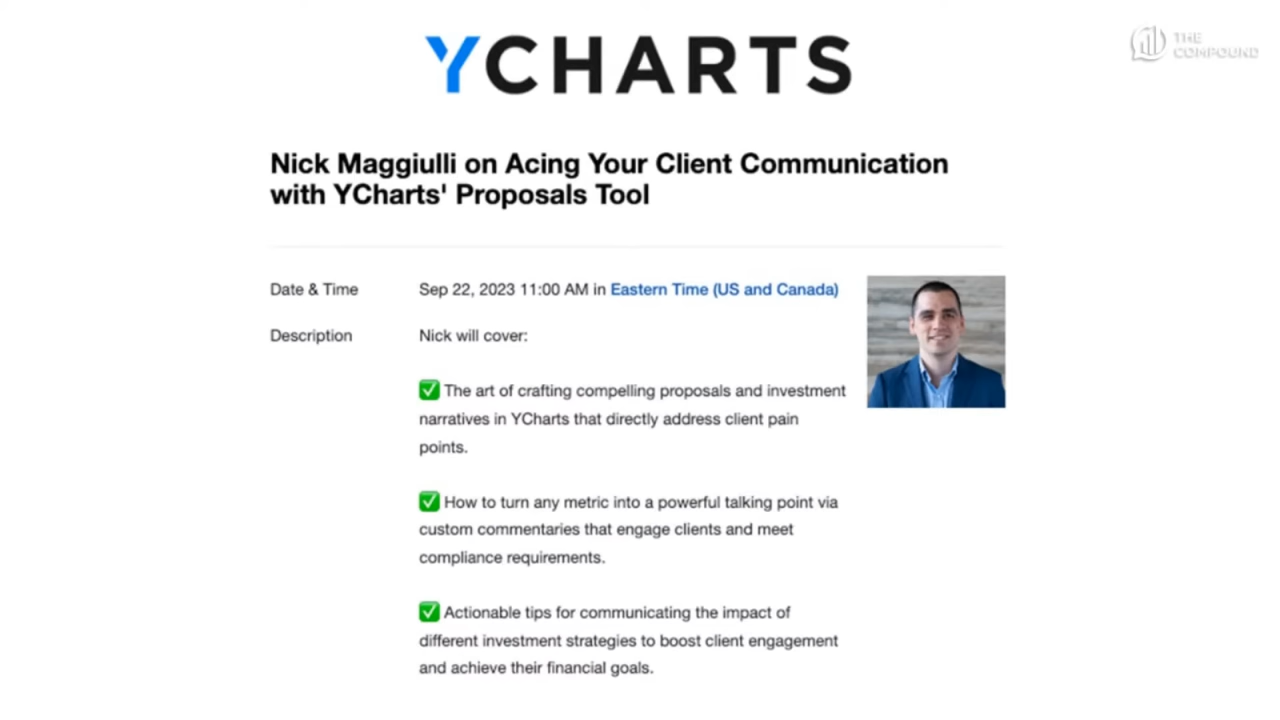 YCHARTS
THE
COMPOUND
Nick Maggiulli on Acing Your Client Communication
with YCharts' Proposals Tool
Date & Time
Sep 22, 2023 11:00 AM in Eastern Time (US and Canada)
Description
Nick will cover:
✅ The art of crafting compelling proposals and investment
narratives in YCharts that directly address client pain
points.
✅ How to turn any metric into a powerful talking point via
custom commentaries that engage clients and meet
compliance requirements.
✅ Actionable tips for communicating the impact of
different investment strategies to boost client engagement
and achieve their financial goals.